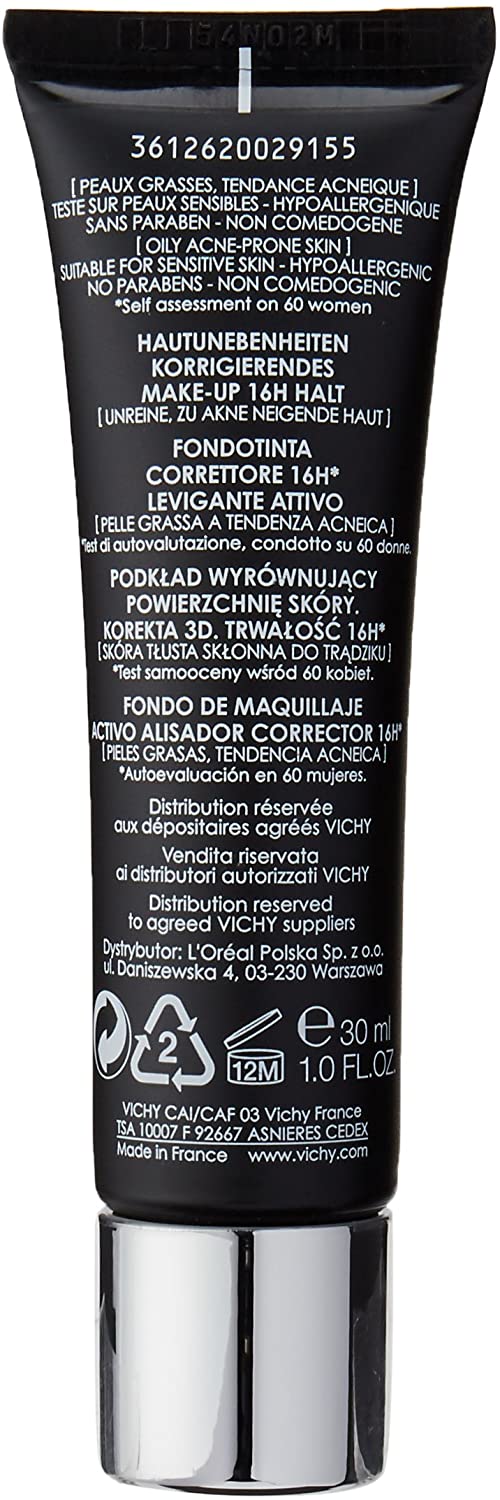 54N02M
3612620029155
[ PEAUX GRASSES, TENDANCE ACNEIQUE ]
TESTE SUR PEAUX SENSIBLES - HYPOALLERGENIQUE
SANS PARABEN - NON COMEDOGENE
[ OILY ACNE-PRONE SKIN ]
SUITABLE FOR SENSITIVE SKIN - HYPOALLERGENIC
NO PARABENS - NON COMEDOGENIC
*Self assessment on 60 women
HAUTUNEBENHEITEN
KORRIGIERENDES
MAKE-UP 16H HALT
[ UNREINE, ZU AKNE NEIGENDE HAUT ]
FONDOTINTA
CORRETTORE 16H*
LEVIGANTE ATTIVO
[ PELLE GRASSA A TENDENZA ACNEICA ]
*Test di autovalutazione, condotto su 60 donne.
PODKŁAD WYRÓWNUJĄCY
POWIERZCHNIĘ SKÓRY.
KOREKTA 3D. TRWAŁOŚĆ 16H*
[ SKÓRA TŁUSTA SKŁONNA DO TRĄDZIKU ]
*Test samooceny wśród 60 kobiet.
FONDO DE MAQUILLAJE
ACTIVO ALISADOR CORRECTOR 16H*
[ PIELES GRASAS, TENDENCIA ACNEICA ]
*Autoevaluación en 60 mujeres.
Distribution réservée
aux dépositaires agréés VICHY
Vendita riservata
ai distributori autorizzati VICHY
Distribution reserved
to agreed VICHY suppliers
Dystrybutor: L'Oréal Polska Sp. z o.o.
ul. Daniszewska 4, 03-230 Warszawa
2
12M
e 30 ml
1.0 FL.OZ.
VICHY CAI/CAF 03 Vichy France
TSA 10007 F 92667 ASNIERES CEDEX
Made in France www.vichy.com